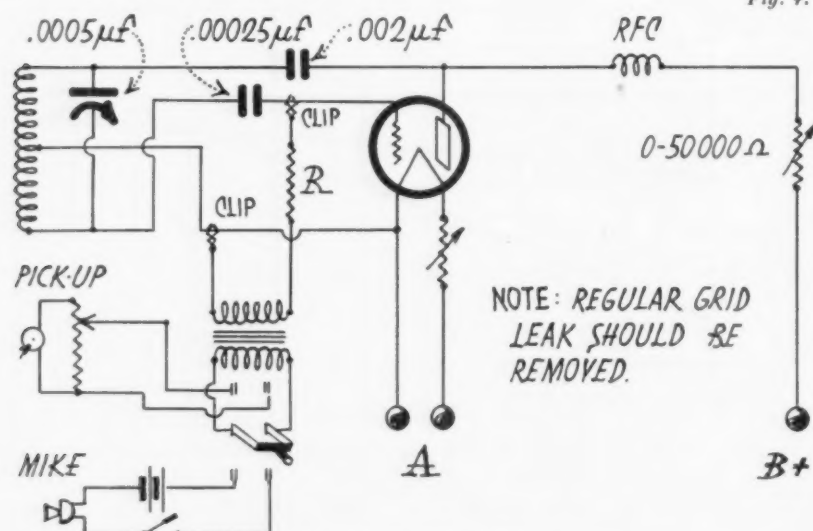 Fig. 4.
.0005µf
.00025µf
.002µf
RFC
CLIP
0-50000Ω
R
CLIP
PICK-UP
NOTE: REGULAR GRID
LEAK SHOULD BE
REMOVED.
A
B+
MIKE